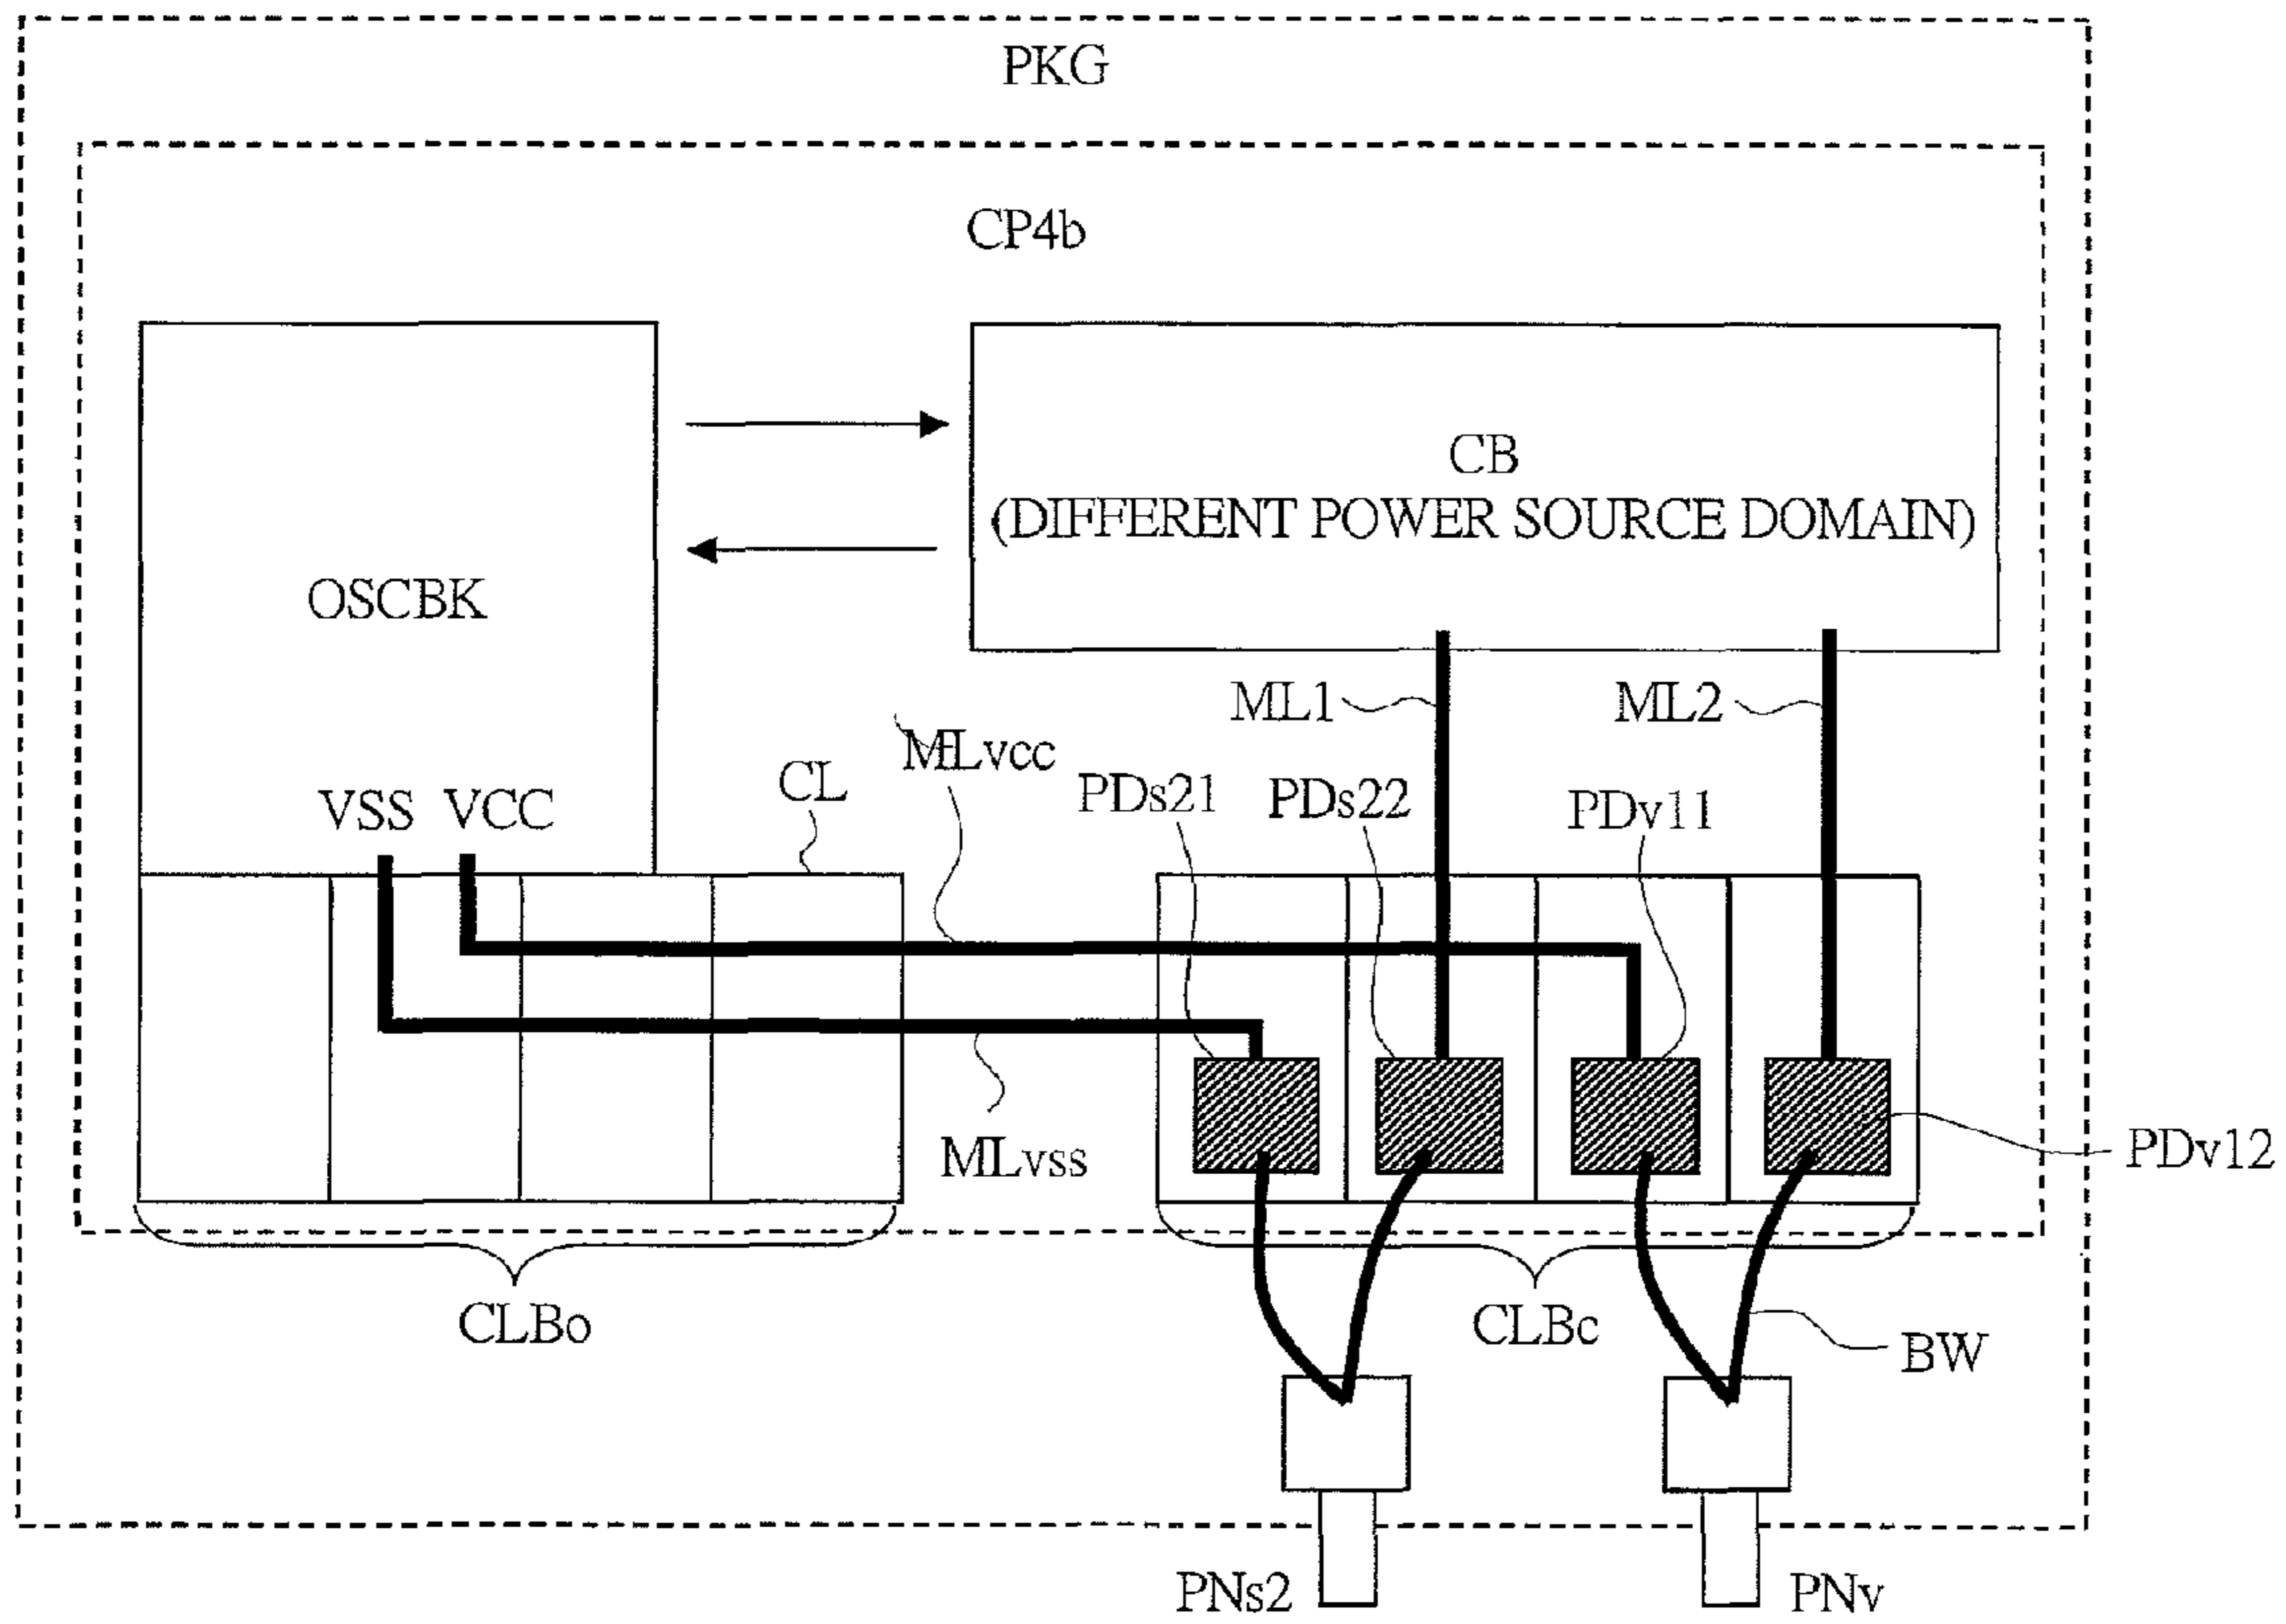 PKG
CP4b
CB
(DIFFERENT POWER SOURCE DOMAIN)
OSCBK
ML1
ML2
MLvcc
CL
PDs21
PDs22
PDv11
VSS
VCC
MLvss
PDv12
CLBo
CLBc
BW
PNs2
PNv